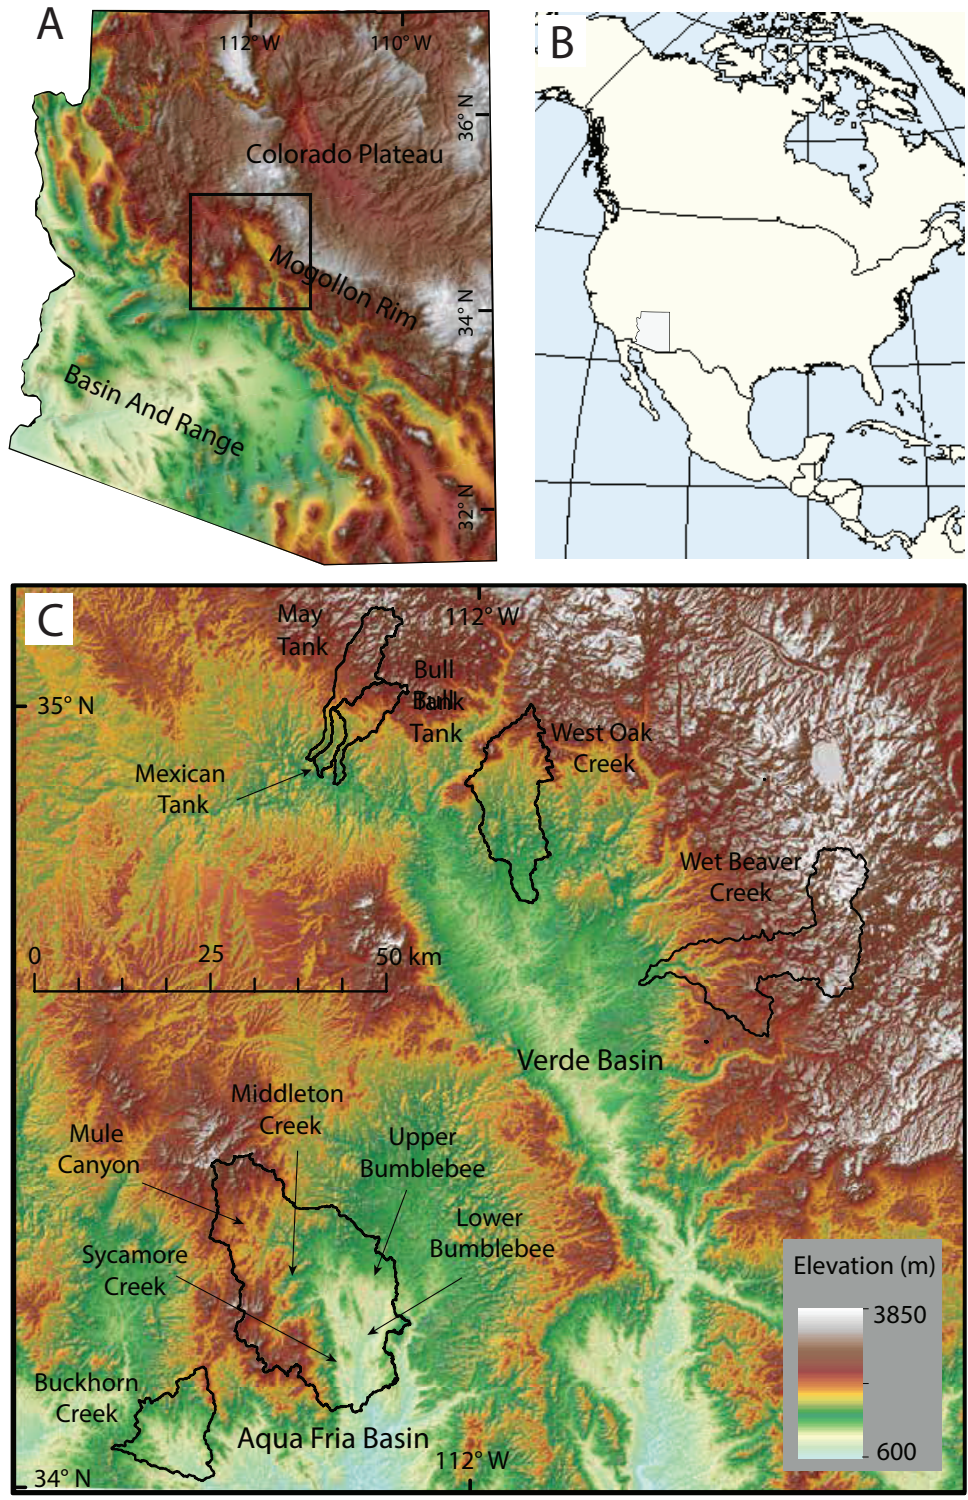 A
112° W
110° W
36° N
Colorado Plateau
Mogollon Rim
34° N
Basin And Range
32° N
B
C
May
Tank
112° W
Bull
Tank
Bull
Tank
35° N
West Oak
Creek
Mexican
Tank
Wet Beaver
Creek
0
25
50 km
Verde Basin
Middleton
Creek
Mule
Canyon
Upper
Bumblebee
Lower
Bumblebee
Sycamore
Creek
Elevation (m)
3850
600
Buckhorn
Creek
Aqua Fria Basin
112° W
34° N